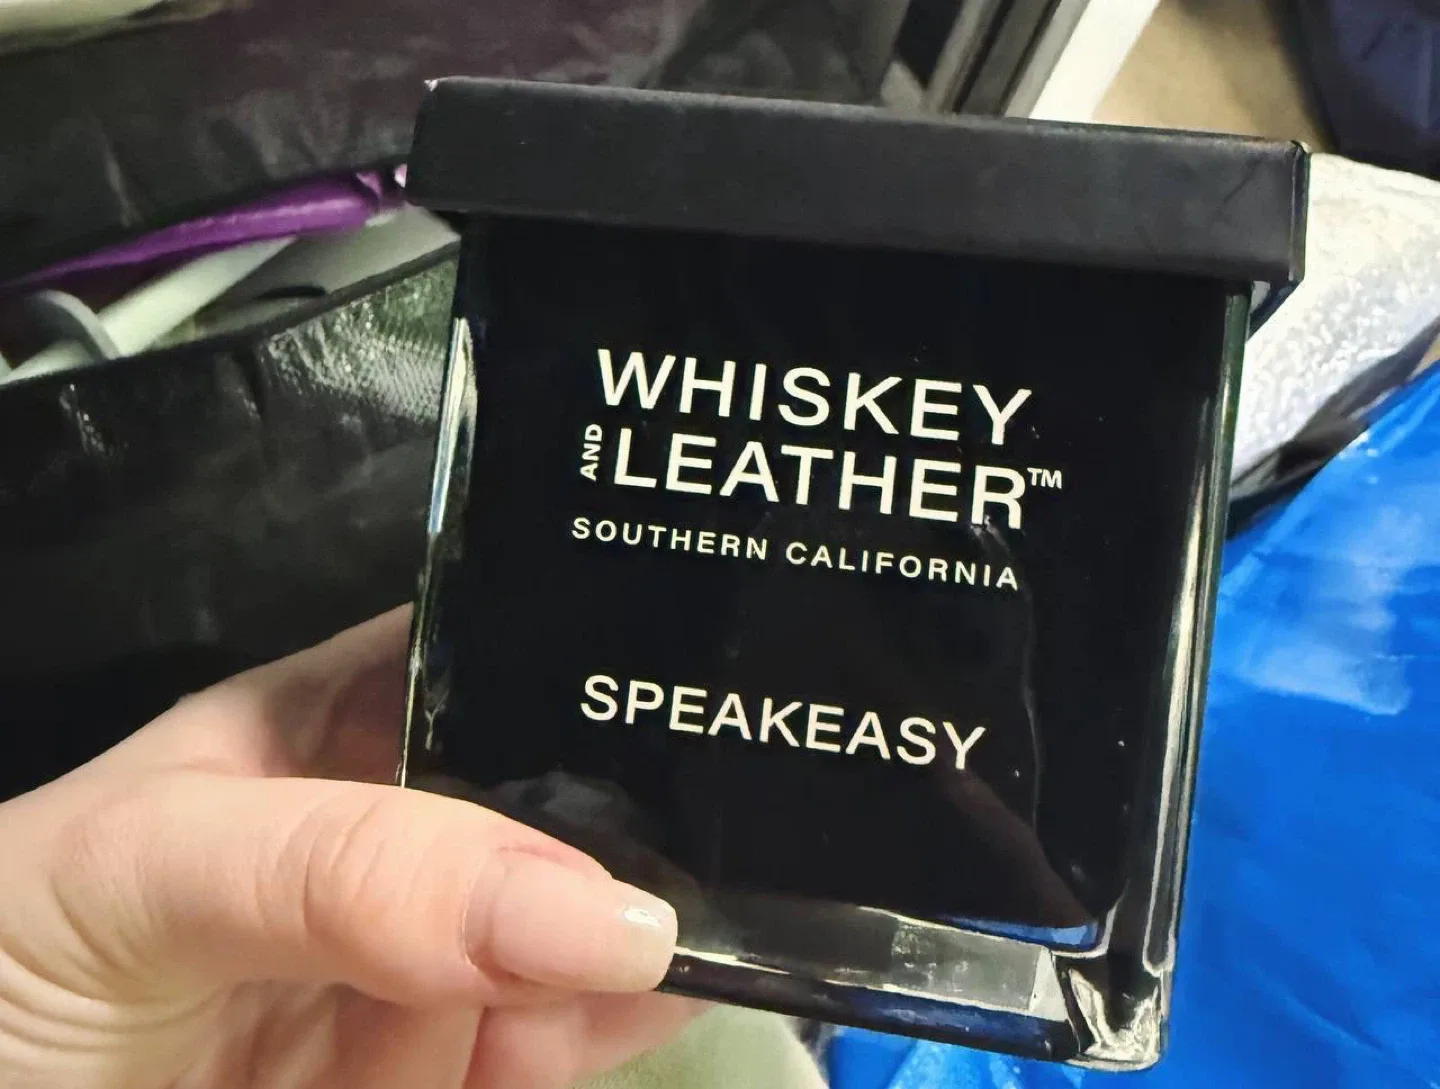 WHISKEY
AND LEATHER™
SOUTHERN CALIFORNIA
SPEAKEASY